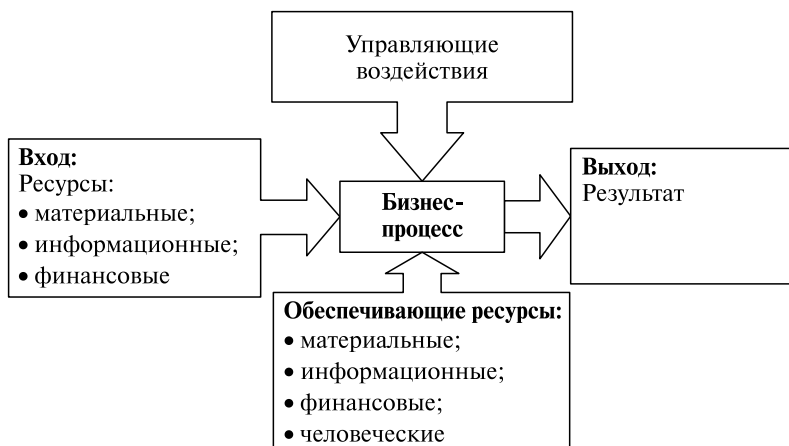 Управляющие
воздействия
Вход:
Ресурсы:
• материальные;
• информационные;
• финансовые
Бизнес-
процесс
Выход:
Результат
Обеспечивающие ресурсы:
• материальные;
• информационные;
• финансовые;
• человеческие